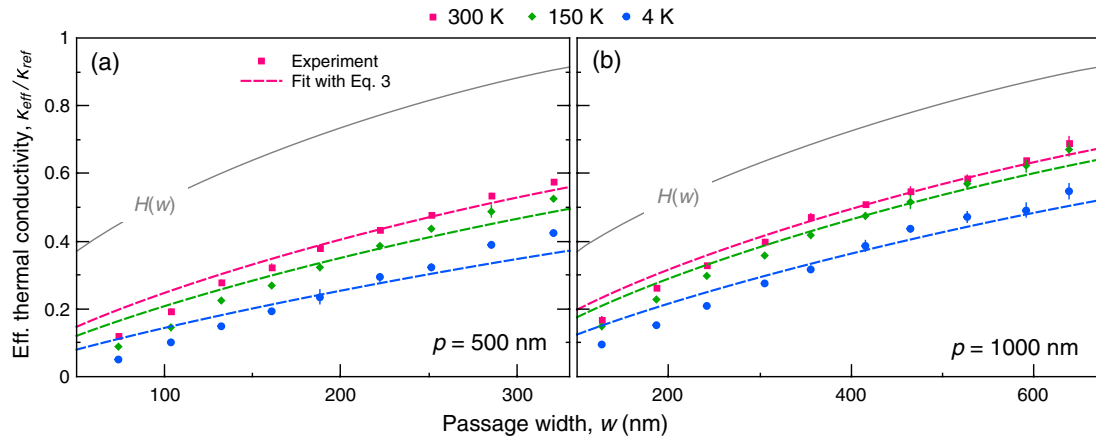 300 K 150 K 4 K
Eff. thermal conductivity, κeff/κref
1
0.8
0.6
0.4
0.2
0
(a)
Experiment
Fit with Eq. 3
H(w)
p = 500 nm
100 200 300
(b)
H(w)
p = 1000 nm
200 400 600
Passage width, w (nm)